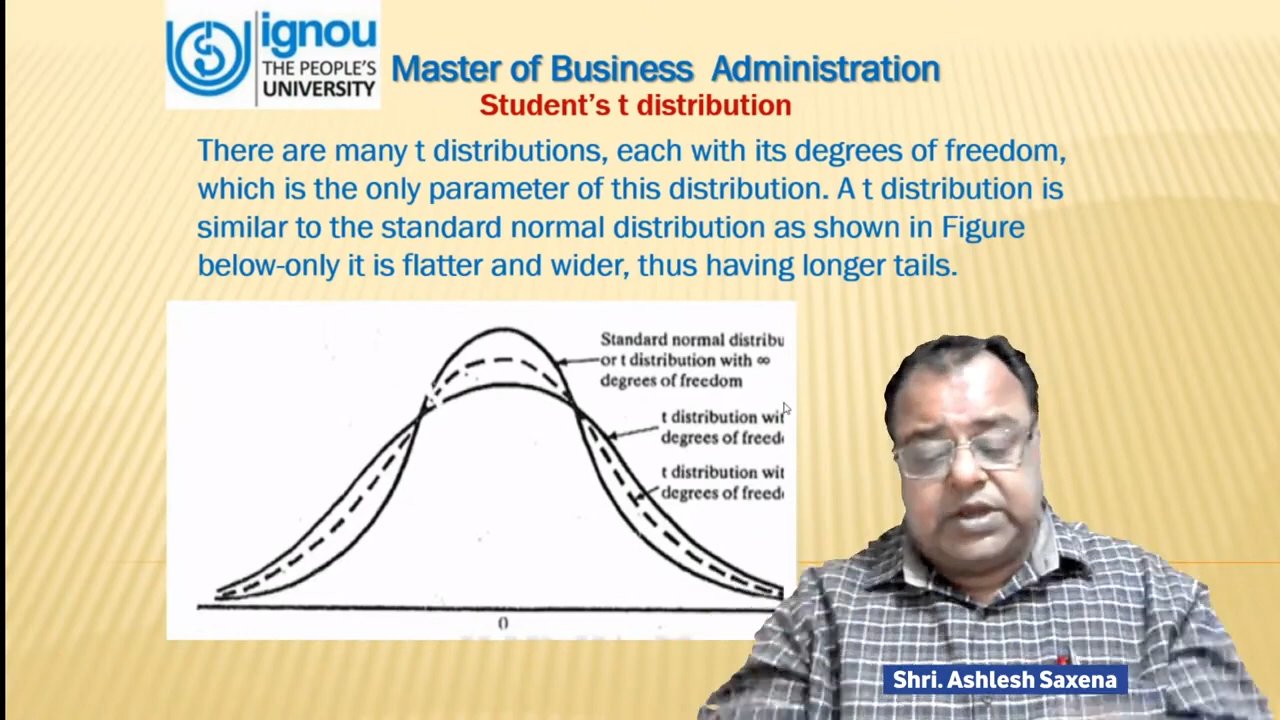 ignou
THE PEOPLE'S
UNIVERSITY
Master of Business Administration
Student's t distribution
There are many t distributions, each with its degrees of freedom,
which is the only parameter of this distribution. A t distribution is
similar to the standard normal distribution as shown in Figure
below-only it is flatter and wider, thus having longer tails.
Standard normal distribu
or t distribution with ∞
degrees of freedom
t distribution wit
degrees of freed
t distribution wit
degrees of freed
0
Shri. Ashlesh Saxena